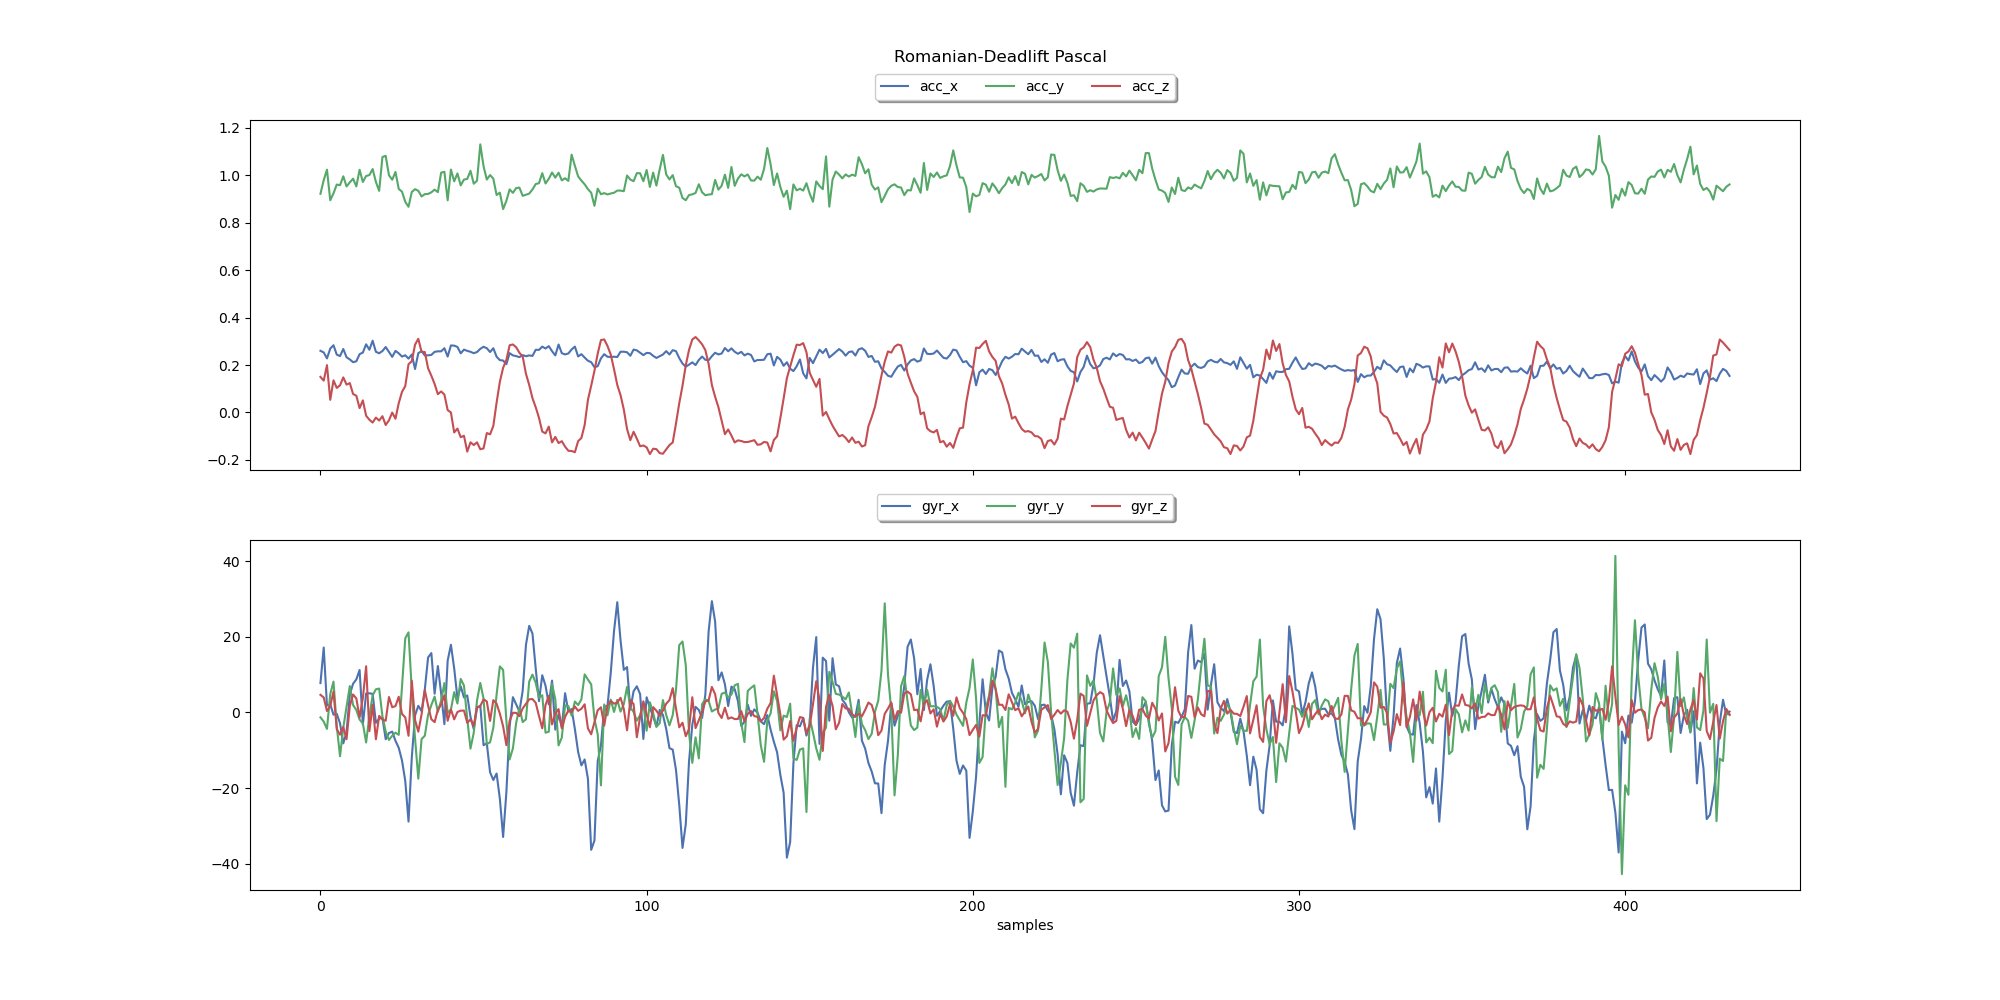 Romanian-Deadlift Pascal
acc_x acc_y acc_z
1.2
1.0
0.8
0.6
0.4
0.2
0.0
−0.2
gyr_x gyr_y gyr_z
40
20
0
−20
−40
0 100 200 300 400
samples